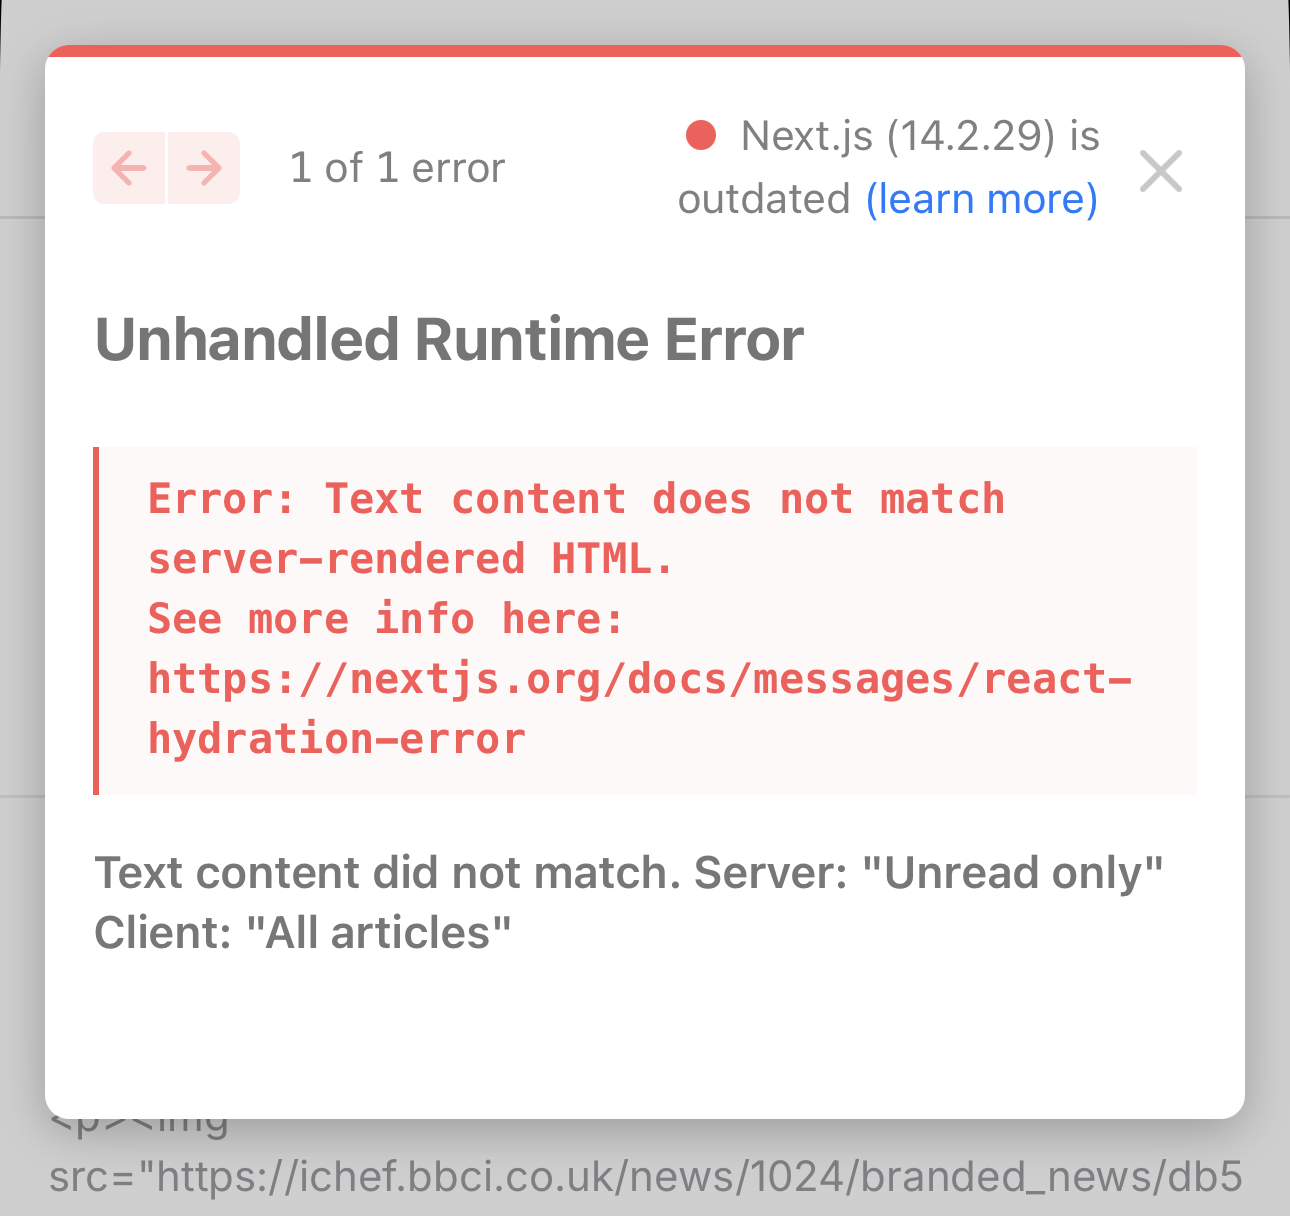 1 of 1 error
Next.js (14.2.29) is
outdated (learn more)
Unhandled Runtime Error
Error: Text content does not match
server-rendered HTML.
See more info here:
https://nextjs.org/docs/messages/react-
hydration-error
Text content did not match. Server: "Unread only"
Client: "All articles"
<p><img
src="https://ichef.bbci.co.uk/news/1024/branded_news/db5